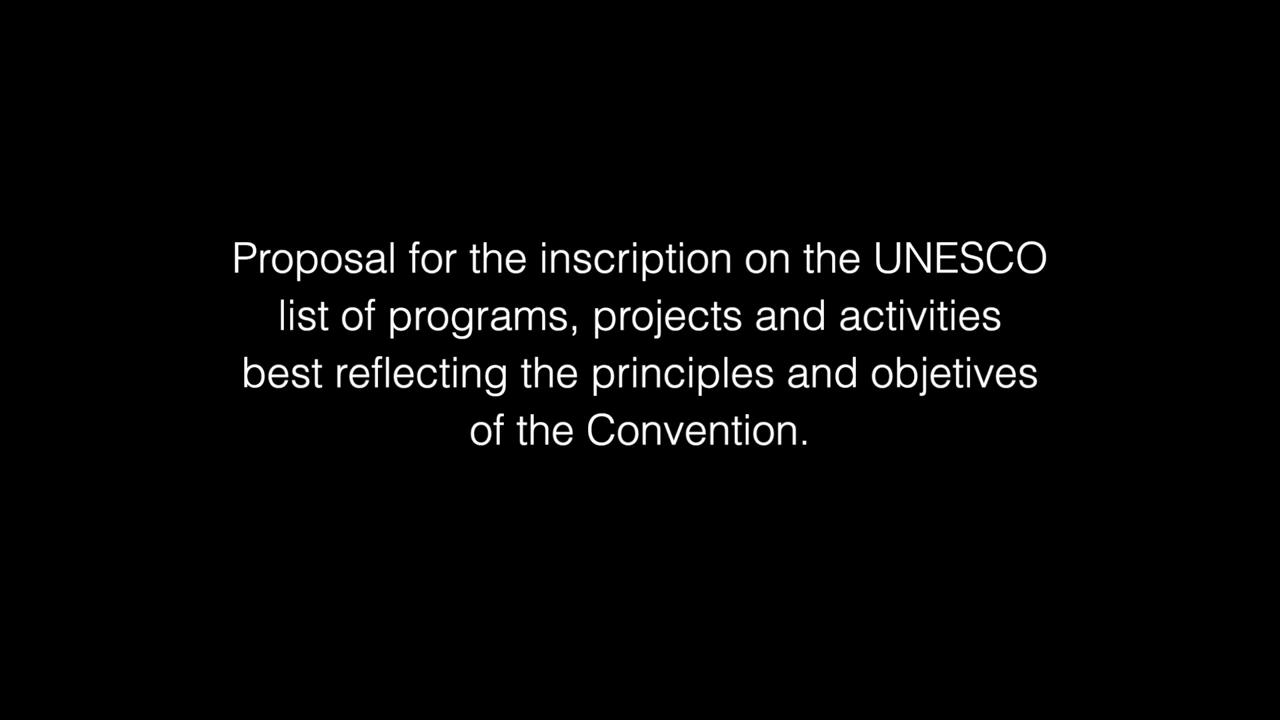 Proposal for the inscription on the UNESCO
list of programs, projects and activities
best reflecting the principles and objetives
of the Convention.